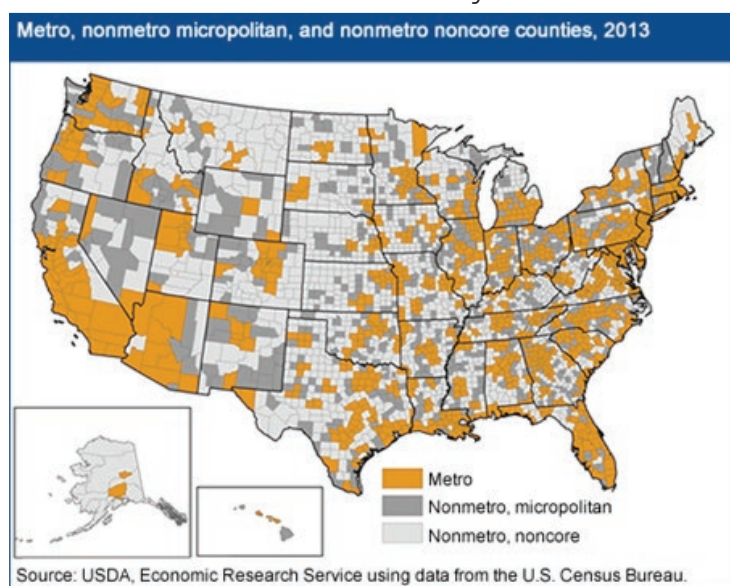 Metro, nonmetro micropolitan, and nonmetro noncore counties, 2013
Metro
Nonmetro, micropolitan
Nonmetro, noncore
Source: USDA, Economic Research Service using data from the U.S. Census Bureau.